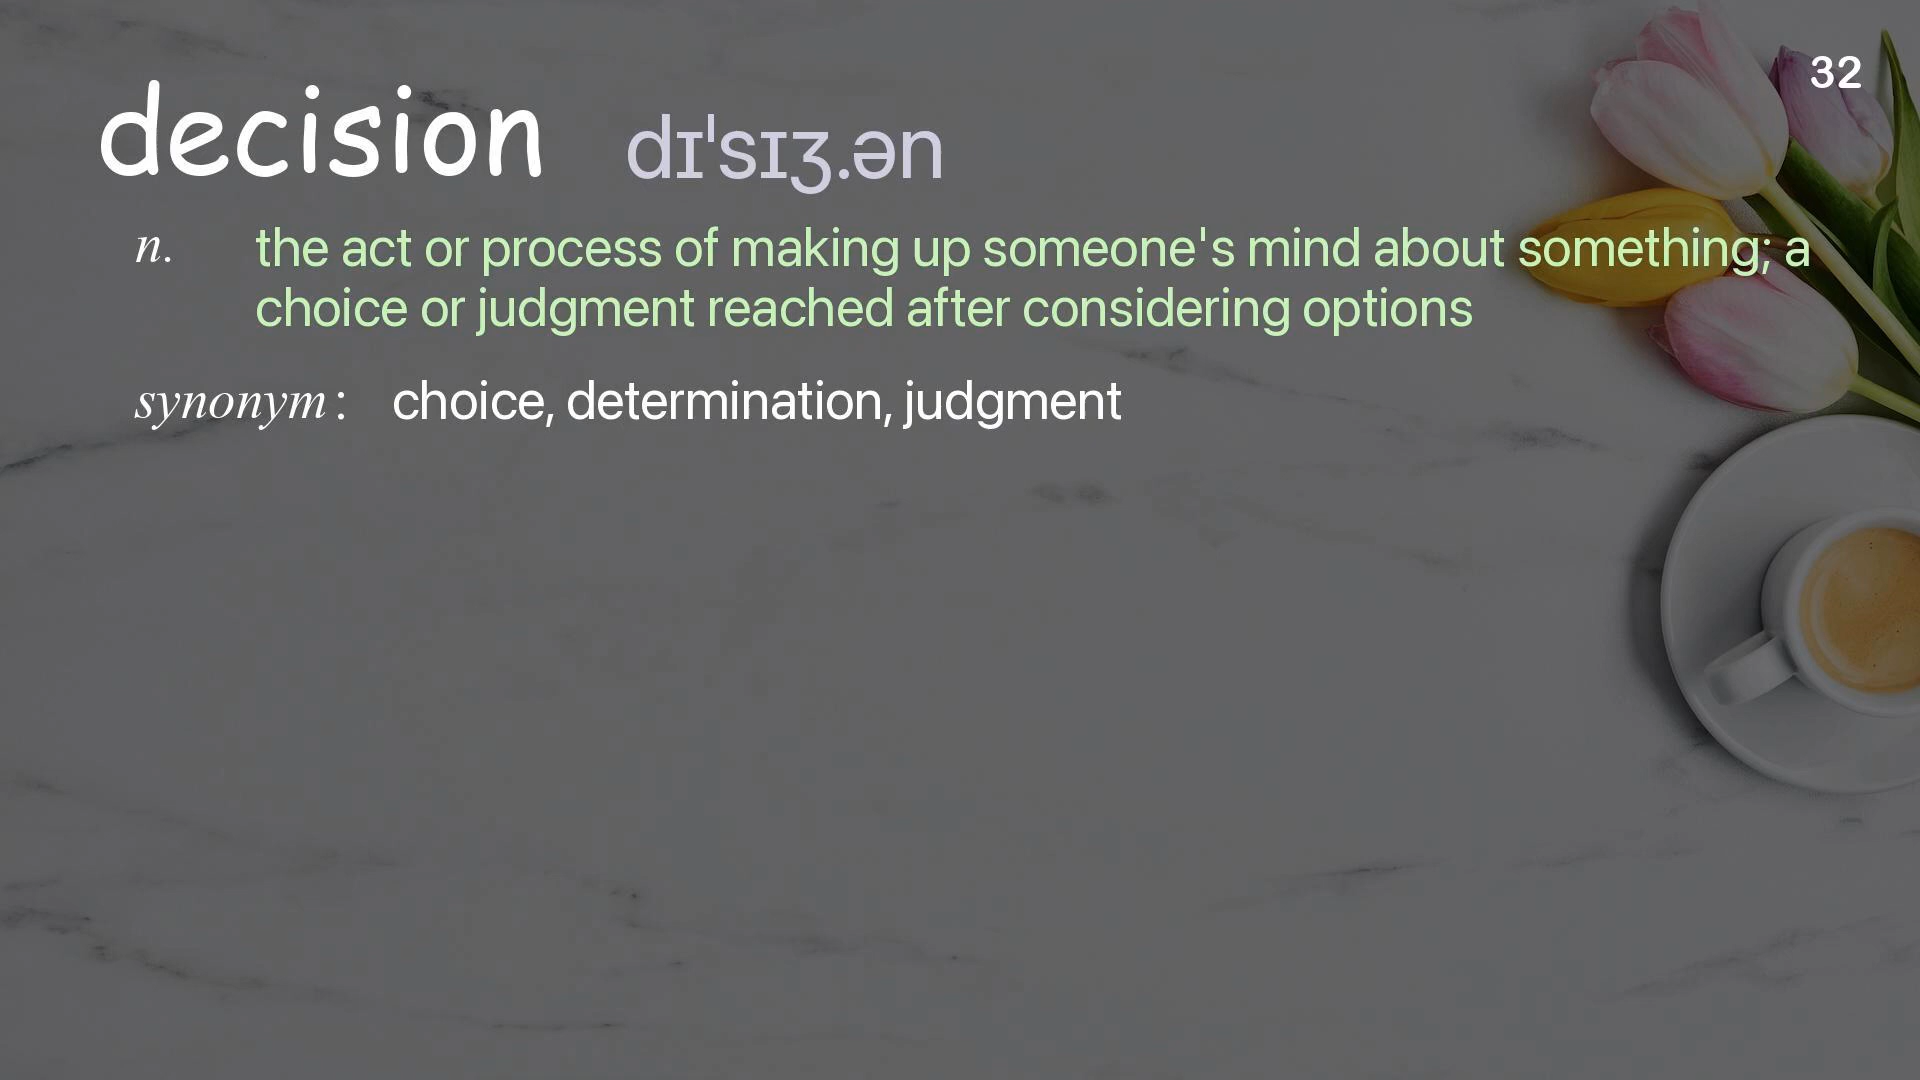 32
decision dɪˈsɪʒ.ən
n. the act or process of making up someone's mind about something; a
choice or judgment reached after considering options
synonym: choice, determination, judgment